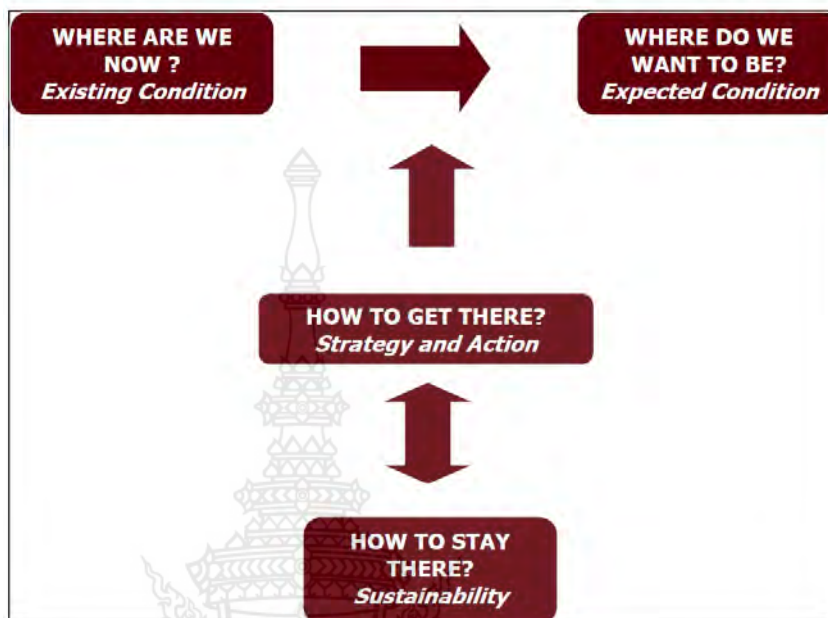 WHERE ARE WE
NOW ?
Existing Condition
WHERE DO WE
WANT TO BE?
Expected Condition
HOW TO GET THERE?
Strategy and Action
HOW TO STAY
THERE?
Sustainability